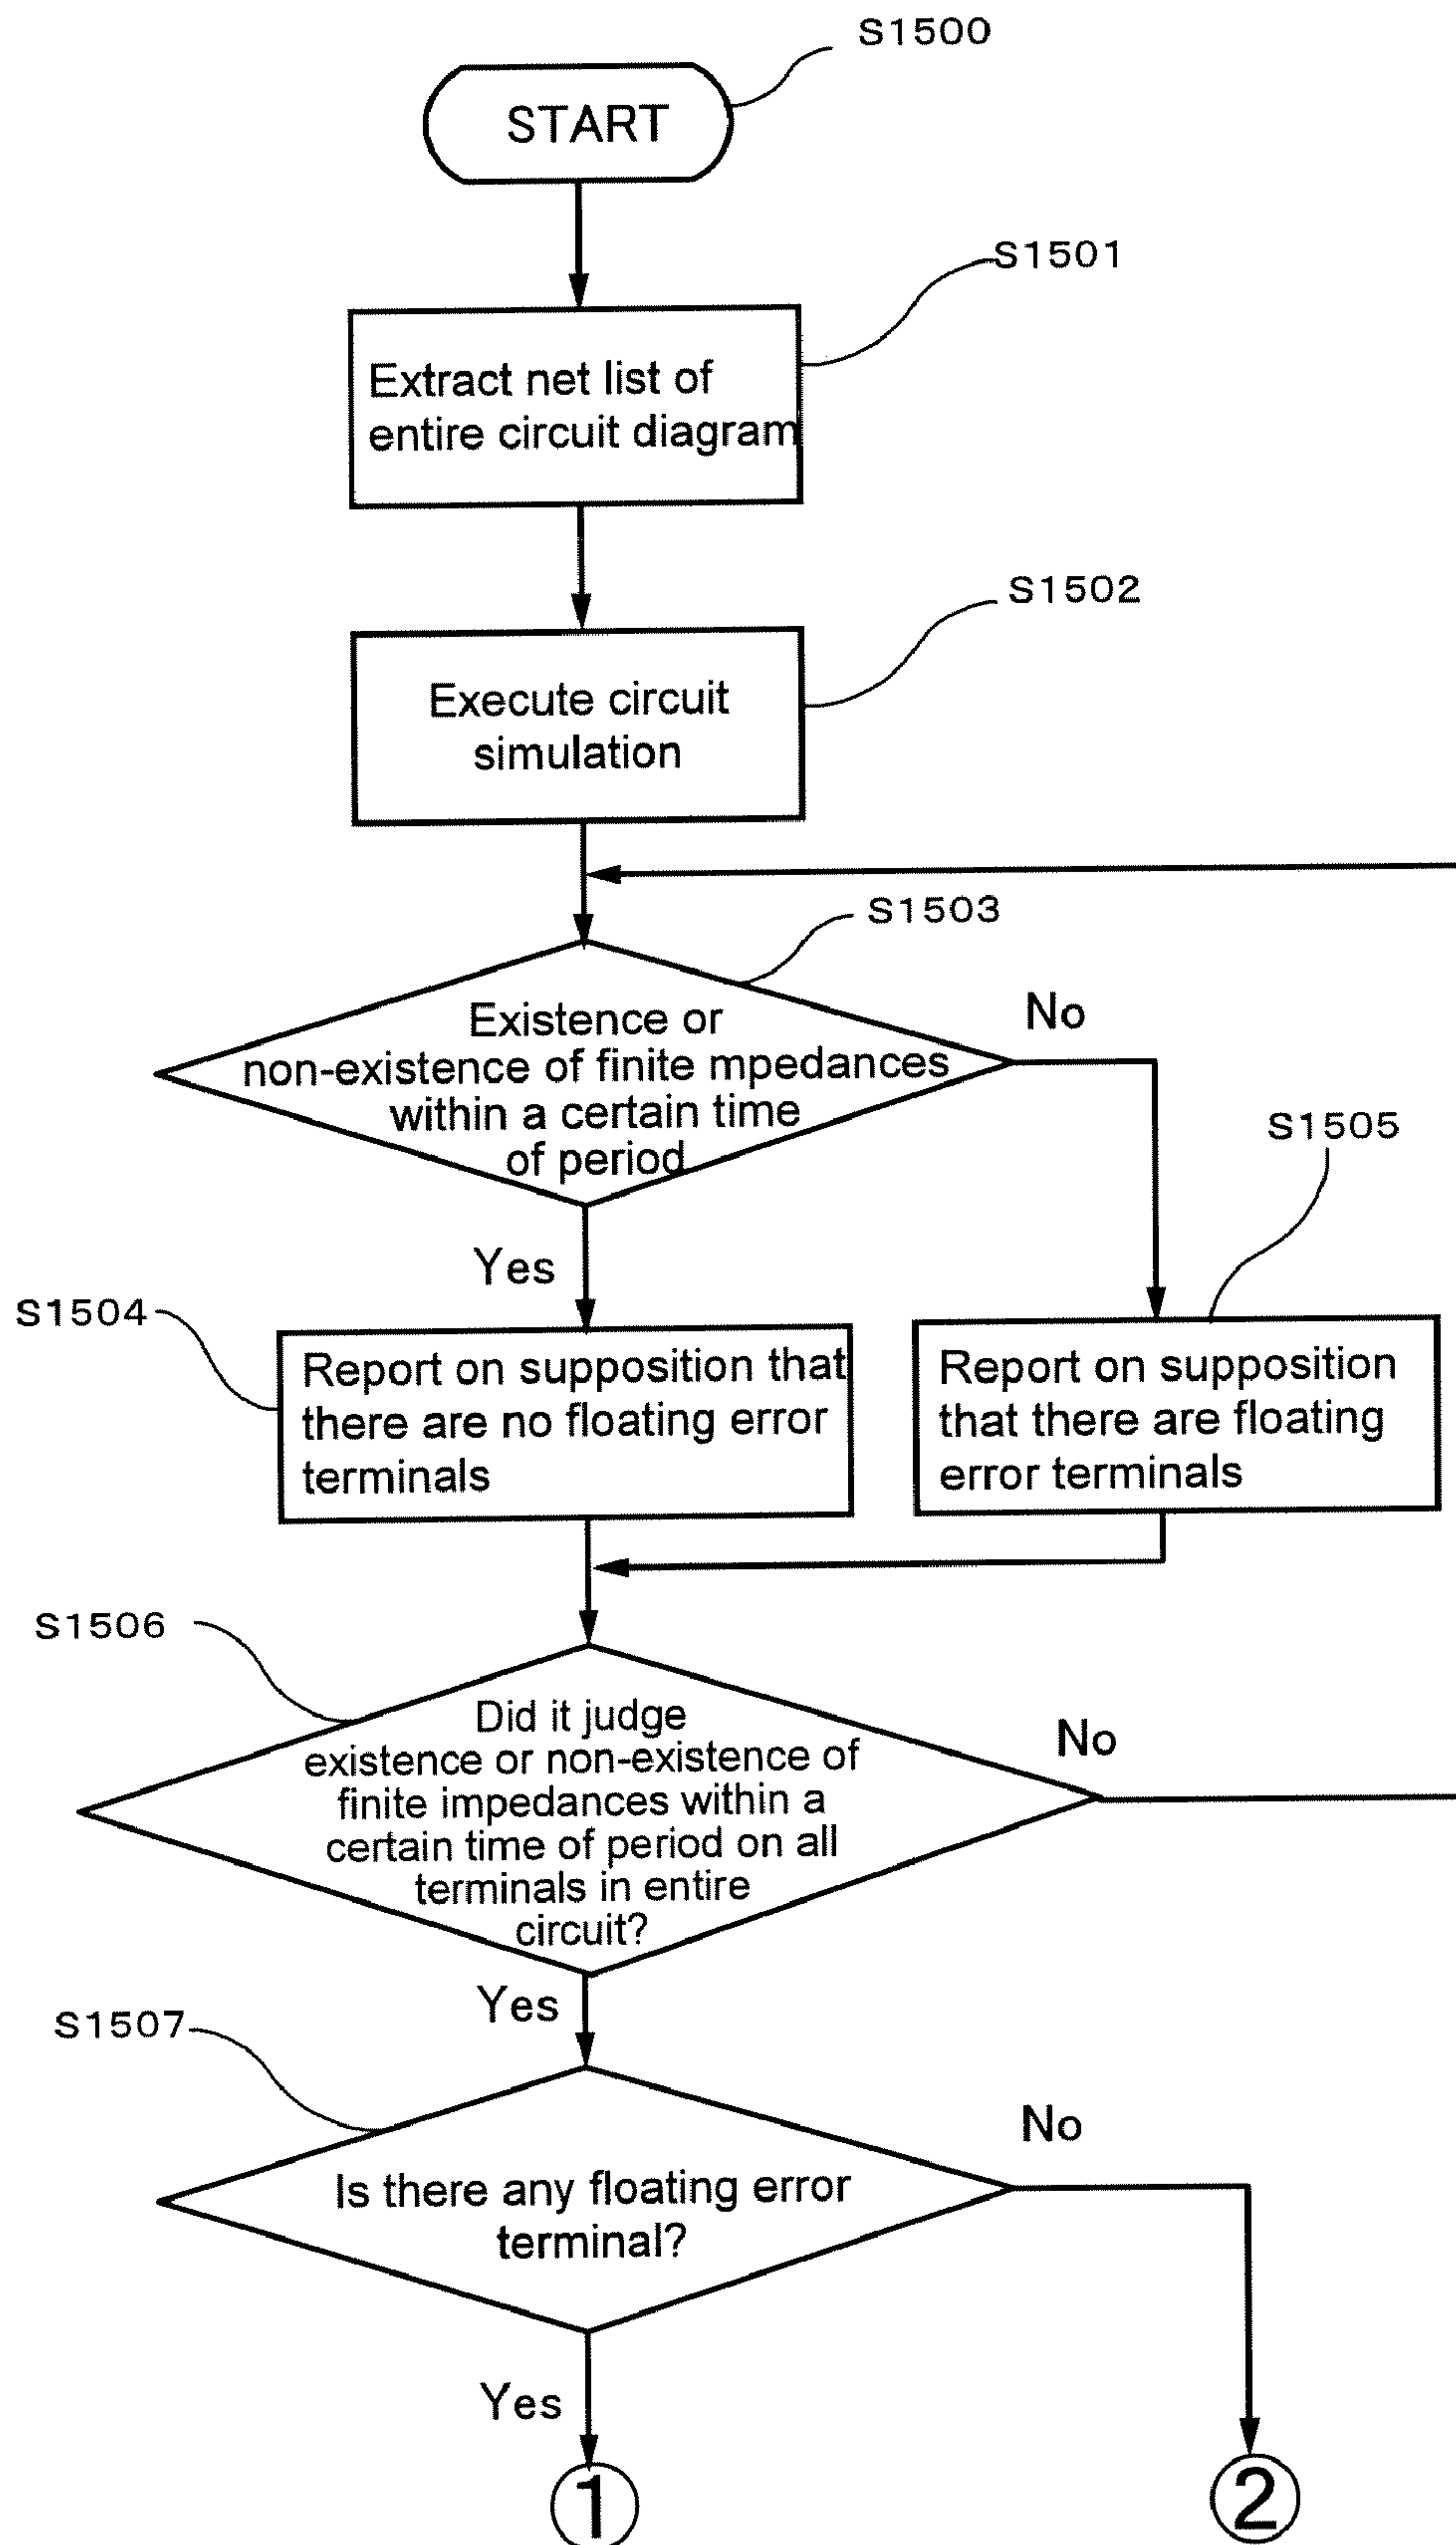 S1500
START
S1501
Extract net list of
entire circuit diagram
S1502
Execute circuit
simulation
S1503
Existence or
non-existence of finite mpedances
within a certain time
of period
No
Yes
S1505
S1504
Report on supposition that
there are no floating error
terminals
Report on supposition
that there are floating
error terminals
S1506
Did it judge
existence or non-existence of
finite impedances within a
certain time of period on all
terminals in entire
circuit?
No
Yes
S1507
Is there any floating error
terminal?
No
Yes
1
2